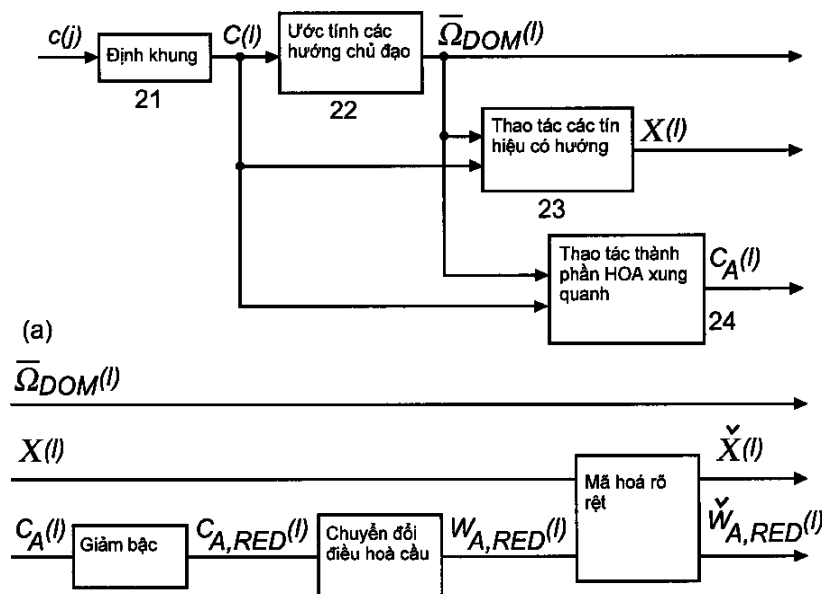 c(j)
Định khung
21
C(l)
Ước tính các
hướng chủ đạo
22
Ω̅DOM(l)
Thao tác các tín
hiệu có hướng
23
X(l)
Thao tác thành
phần HOA xung
quanh
24
CA(l)
(a)
Ω̅DOM(l)
X(l)
Mã hoá rõ
rệt
X̌(l)
CA(l)
Giảm bậc
CA,RED(l)
Chuyển đổi
điều hoà cầu
WA,RED(l)
W̌A,RED(l)